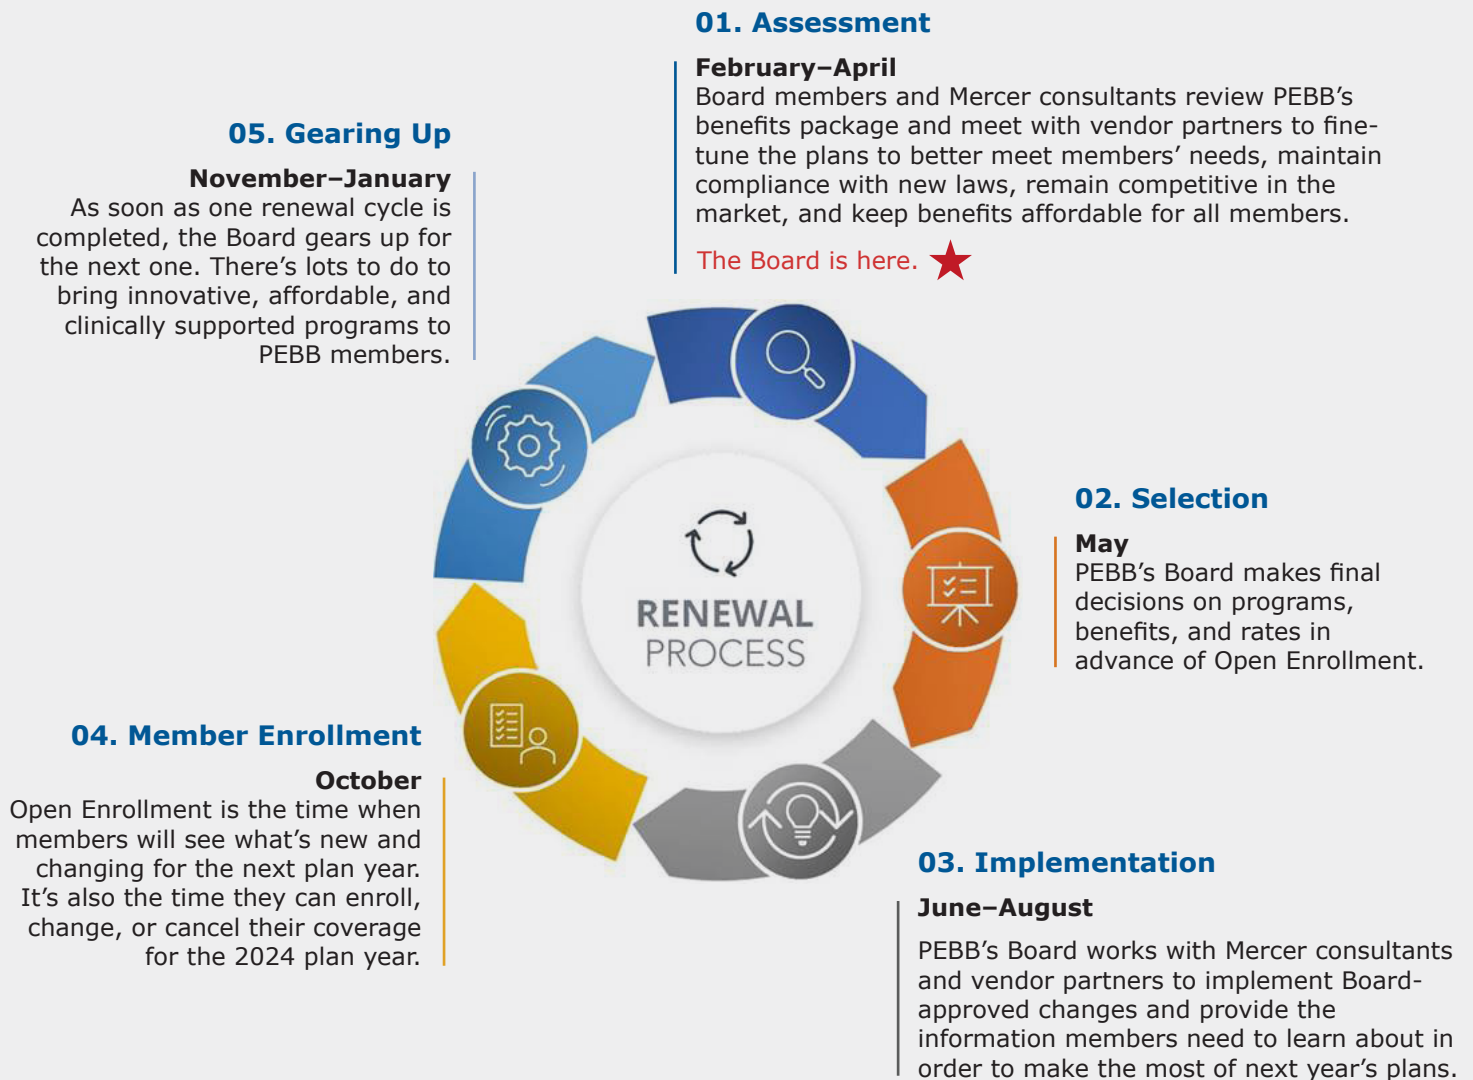 01. Assessment
February–April
Board members and Mercer consultants review PEBB’s
benefits package and meet with vendor partners to fine-
tune the plans to better meet members’ needs, maintain
compliance with new laws, remain competitive in the
market, and keep benefits affordable for all members.
The Board is here.
05. Gearing Up
November–January
As soon as one renewal cycle is
completed, the Board gears up for
the next one. There’s lots to do to
bring innovative, affordable, and
clinically supported programs to
PEBB members.
RENEWAL
PROCESS
02. Selection
May
PEBB’s Board makes final
decisions on programs,
benefits, and rates in
advance of Open Enrollment.
04. Member Enrollment
October
Open Enrollment is the time when
members will see what’s new and
changing for the next plan year.
It’s also the time they can enroll,
change, or cancel their coverage
for the 2024 plan year.
03. Implementation
June–August
PEBB’s Board works with Mercer consultants
and vendor partners to implement Board-
approved changes and provide the
information members need to learn about in
order to make the most of next year’s plans.